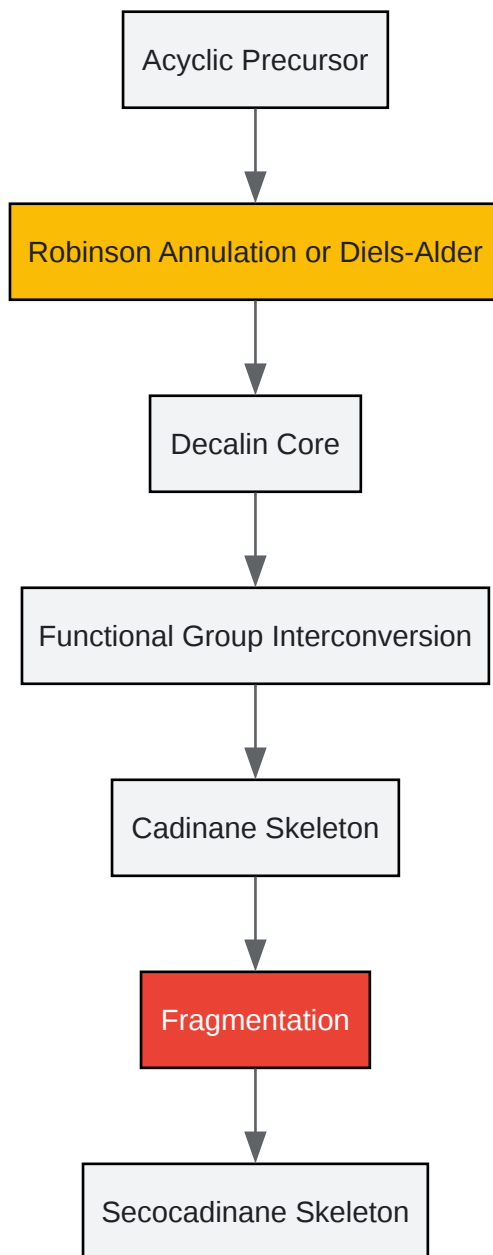 Acyclic Precursor
Robinson Annulation or Diels-Alder
Decalin Core
Functional Group Interconversion
Cadinane Skeleton
Fragmentation
Secocadinane Skeleton